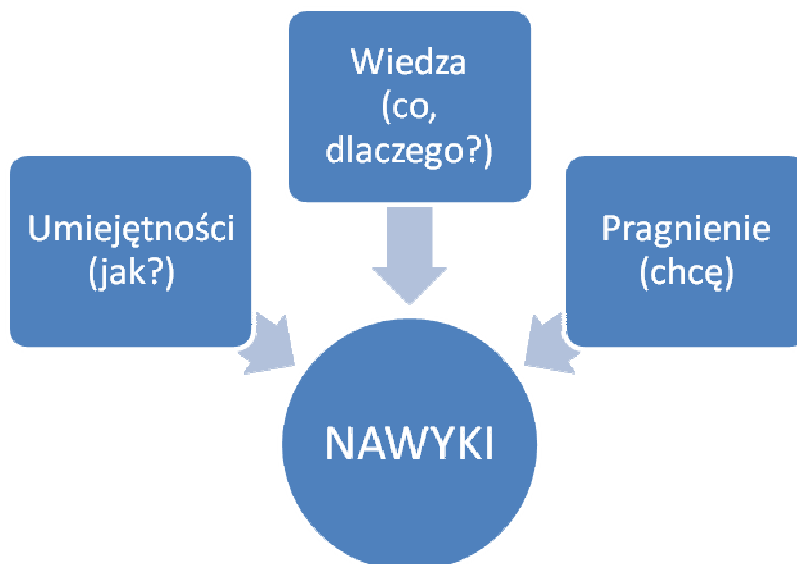 Wiedza
(co,
dlaczego?)
Umiejętności
(jak?)
Pragnienie
(chcę)
NAWYKI